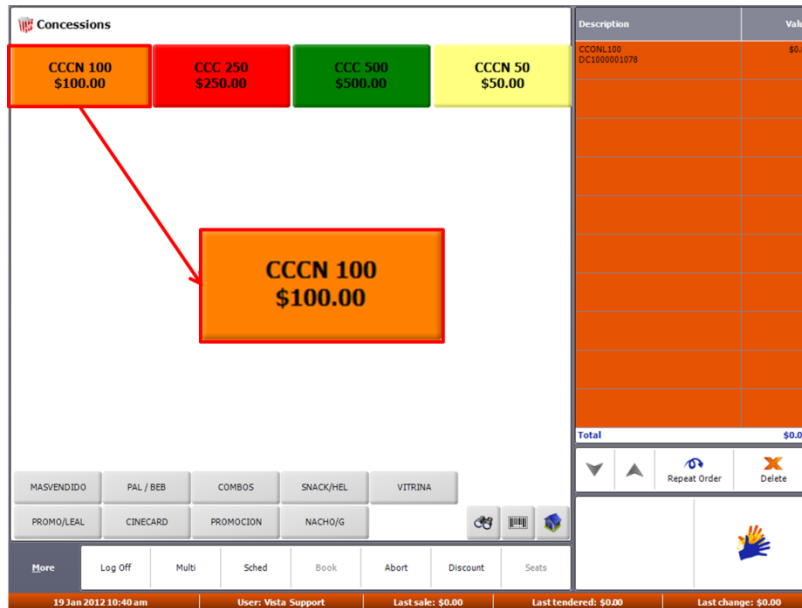 Concessions
CCCN 100
$100.00
CCC 250
$250.00
CCC 500
$500.00
CCCN 50
$50.00
CCCN 100
$100.00
Description
CCONL100
DC1000001078
Total
MASVENDIDO
PAL / BEB
COMBOS
SNACK/HEL
VITRINA
PROMO/LEAL
CINECARD
PROMOCION
NACHO/G
Repeat Order
Delete
More
Log Off
Multi
Sched
Book
Abort
Discount
Seats
19 Jan 2012 10:40 am
User: Vista Support
Last sale: $0.00
Last tendered: $0.00
Last change: $0.00